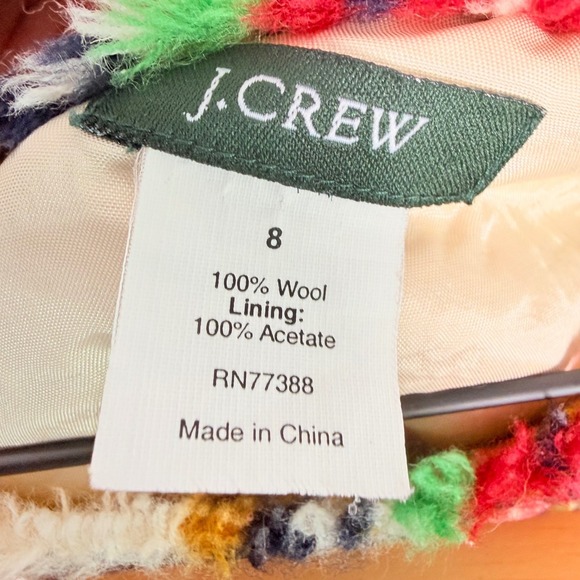 J.CREW
8
100% Wool
Lining:
100% Acetate
RN77388
Made in China